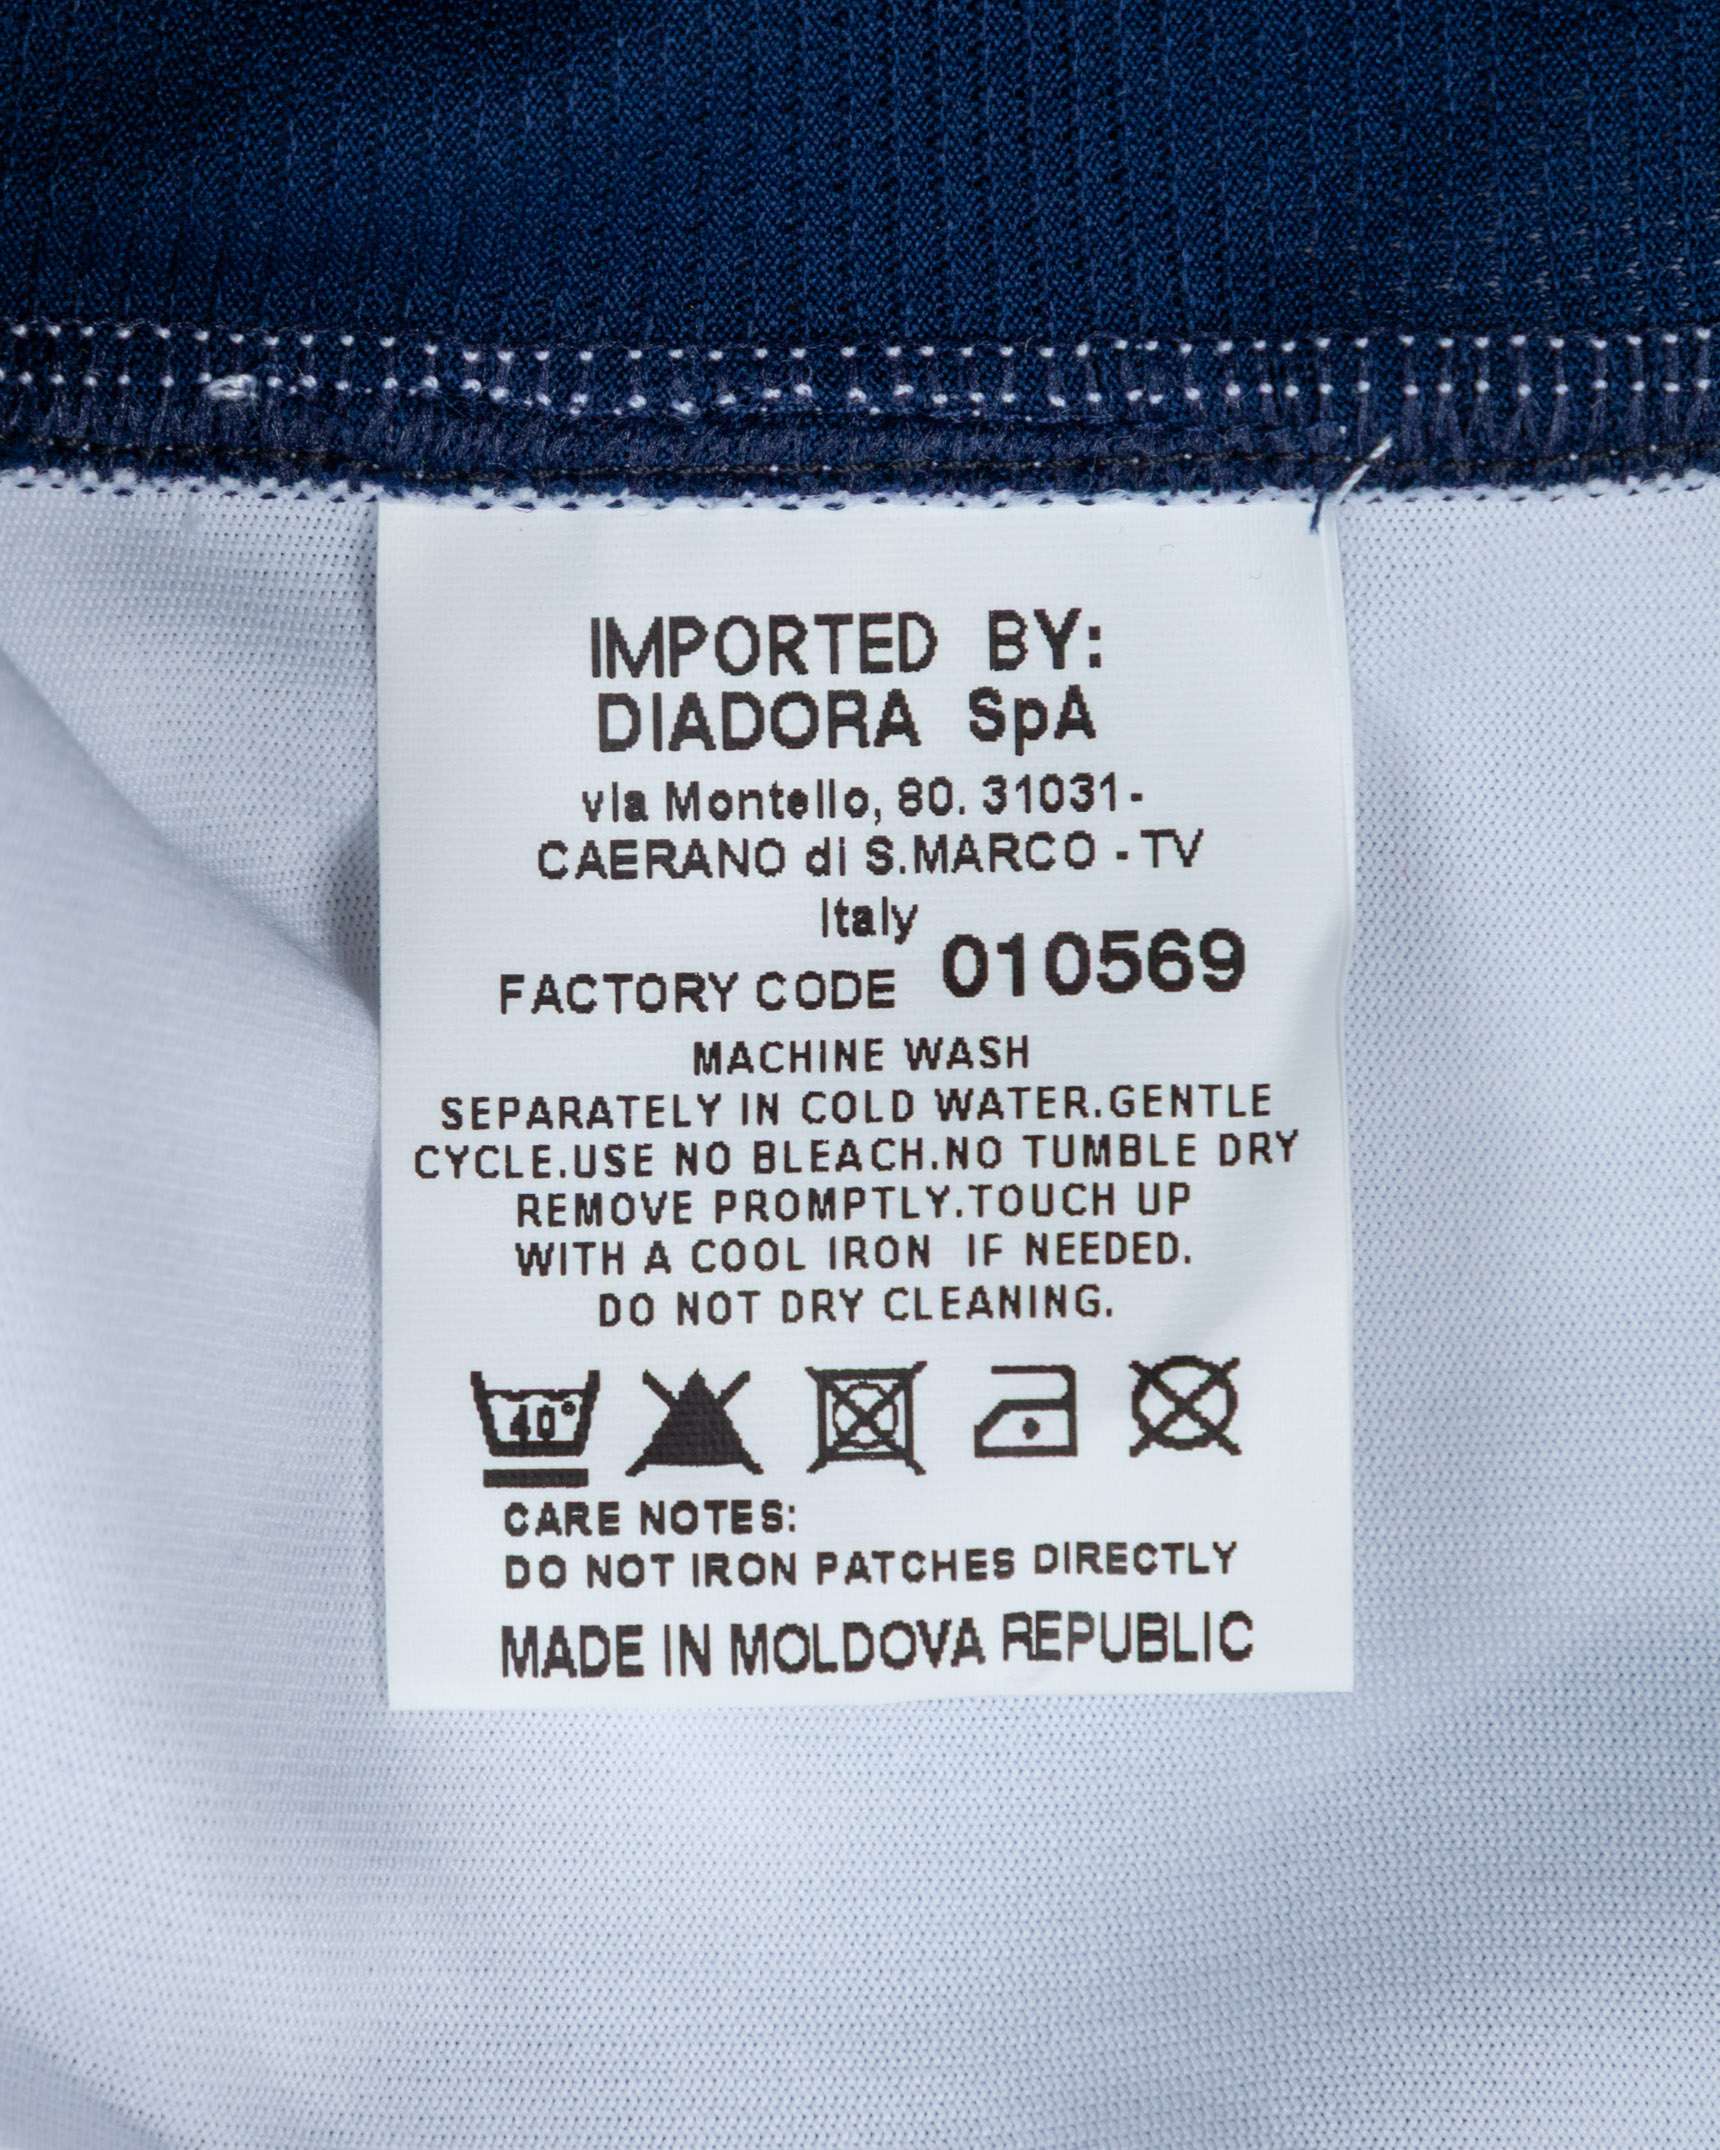 IMPORTED BY:
DIADORA SpA
via Montello, 80. 31031-
CAERANO di S.MARCO - TV
Italy
FACTORY CODE 010569
MACHINE WASH
SEPARATELY IN COLD WATER.GENTLE
CYCLE.USE NO BLEACH.NO TUMBLE DRY
REMOVE PROMPTLY.TOUCH UP
WITH A COOL IRON IF NEEDED.
DO NOT DRY CLEANING.
40°
CARE NOTES:
DO NOT IRON PATCHES DIRECTLY
MADE IN MOLDOVA REPUBLIC